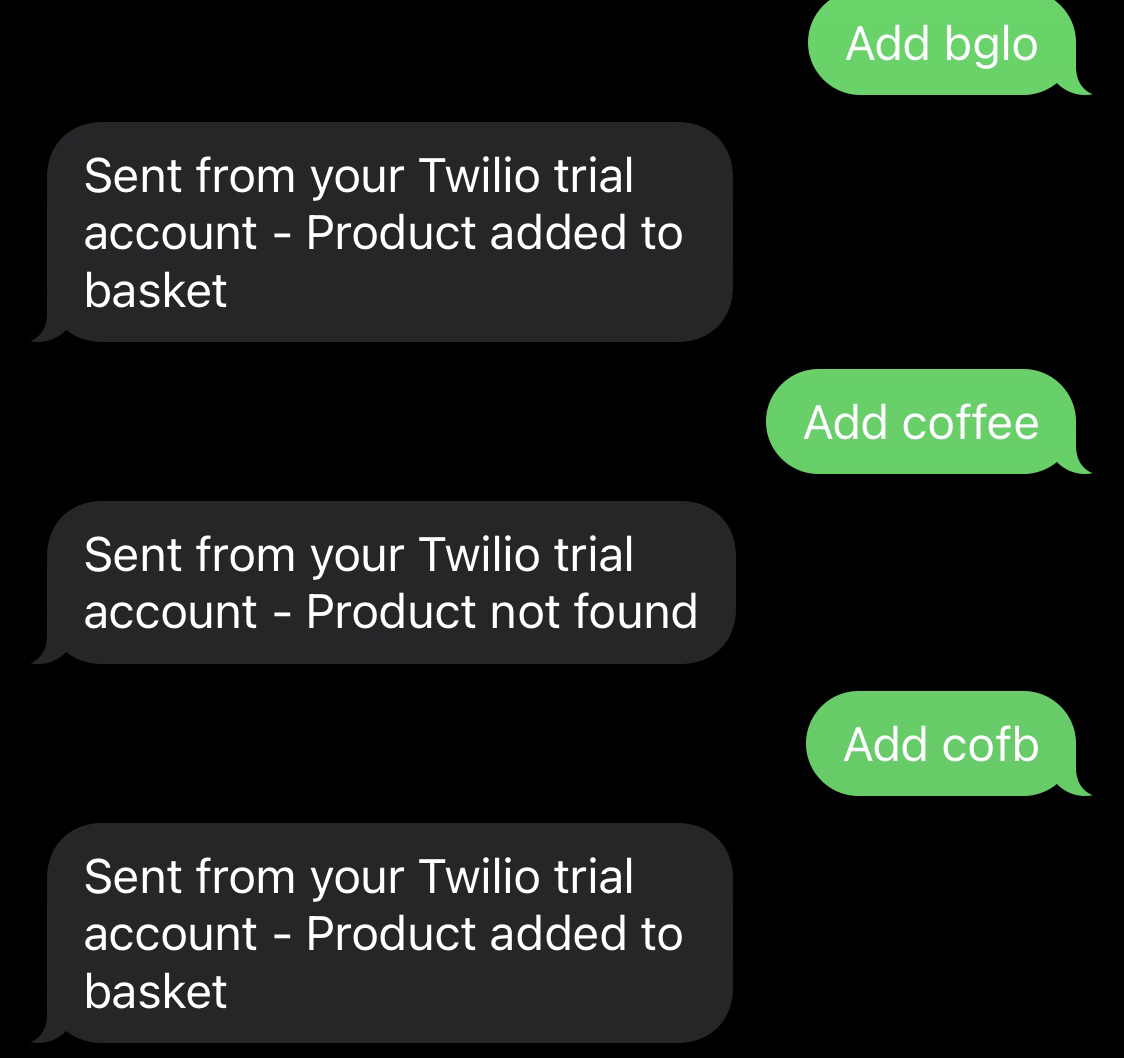 Add bglo
Sent from your Twilio trial
account - Product added to
basket
Add coffee
Sent from your Twilio trial
account - Product not found
Add cofb
Sent from your Twilio trial
account - Product added to
basket